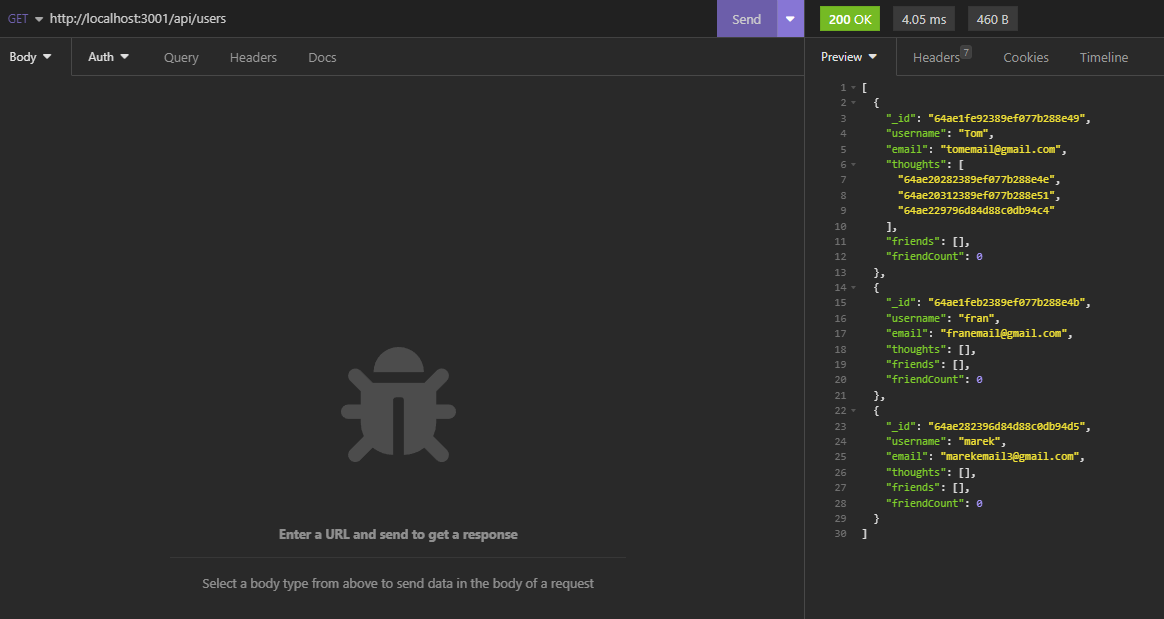 GET http://localhost:3001/api/users Send 200 OK 4.05 ms 460 B
Body Auth Query Headers Docs Preview Headers 7 Cookies Timeline
1 [
2 {
3 "_id": "64ae1fe92389ef077b288e49",
4 "username": "Tom",
5 "email": "tomemail@gmail.com",
6 "thoughts": [
7 "64ae20282389ef077b288e4e",
8 "64ae20312389ef077b288e51",
9 "64ae229796d84d88c0db94c4"
10 ],
11 "friends": [],
12 "friendCount": 0
13 },
14 {
15 "_id": "64ae1feb2389ef077b288e4b",
16 "username": "fran",
17 "email": "franemail@gmail.com",
18 "thoughts": [],
19 "friends": [],
20 "friendCount": 0
21 },
22 {
23 "_id": "64ae282396d84d88c0db94d5",
24 "username": "marek",
25 "email": "marekemail3@gmail.com",
26 "thoughts": [],
27 "friends": [],
28 "friendCount": 0
29 }
30 ]
Enter a URL and send to get a response
Select a body type from above to send data in the body of a request